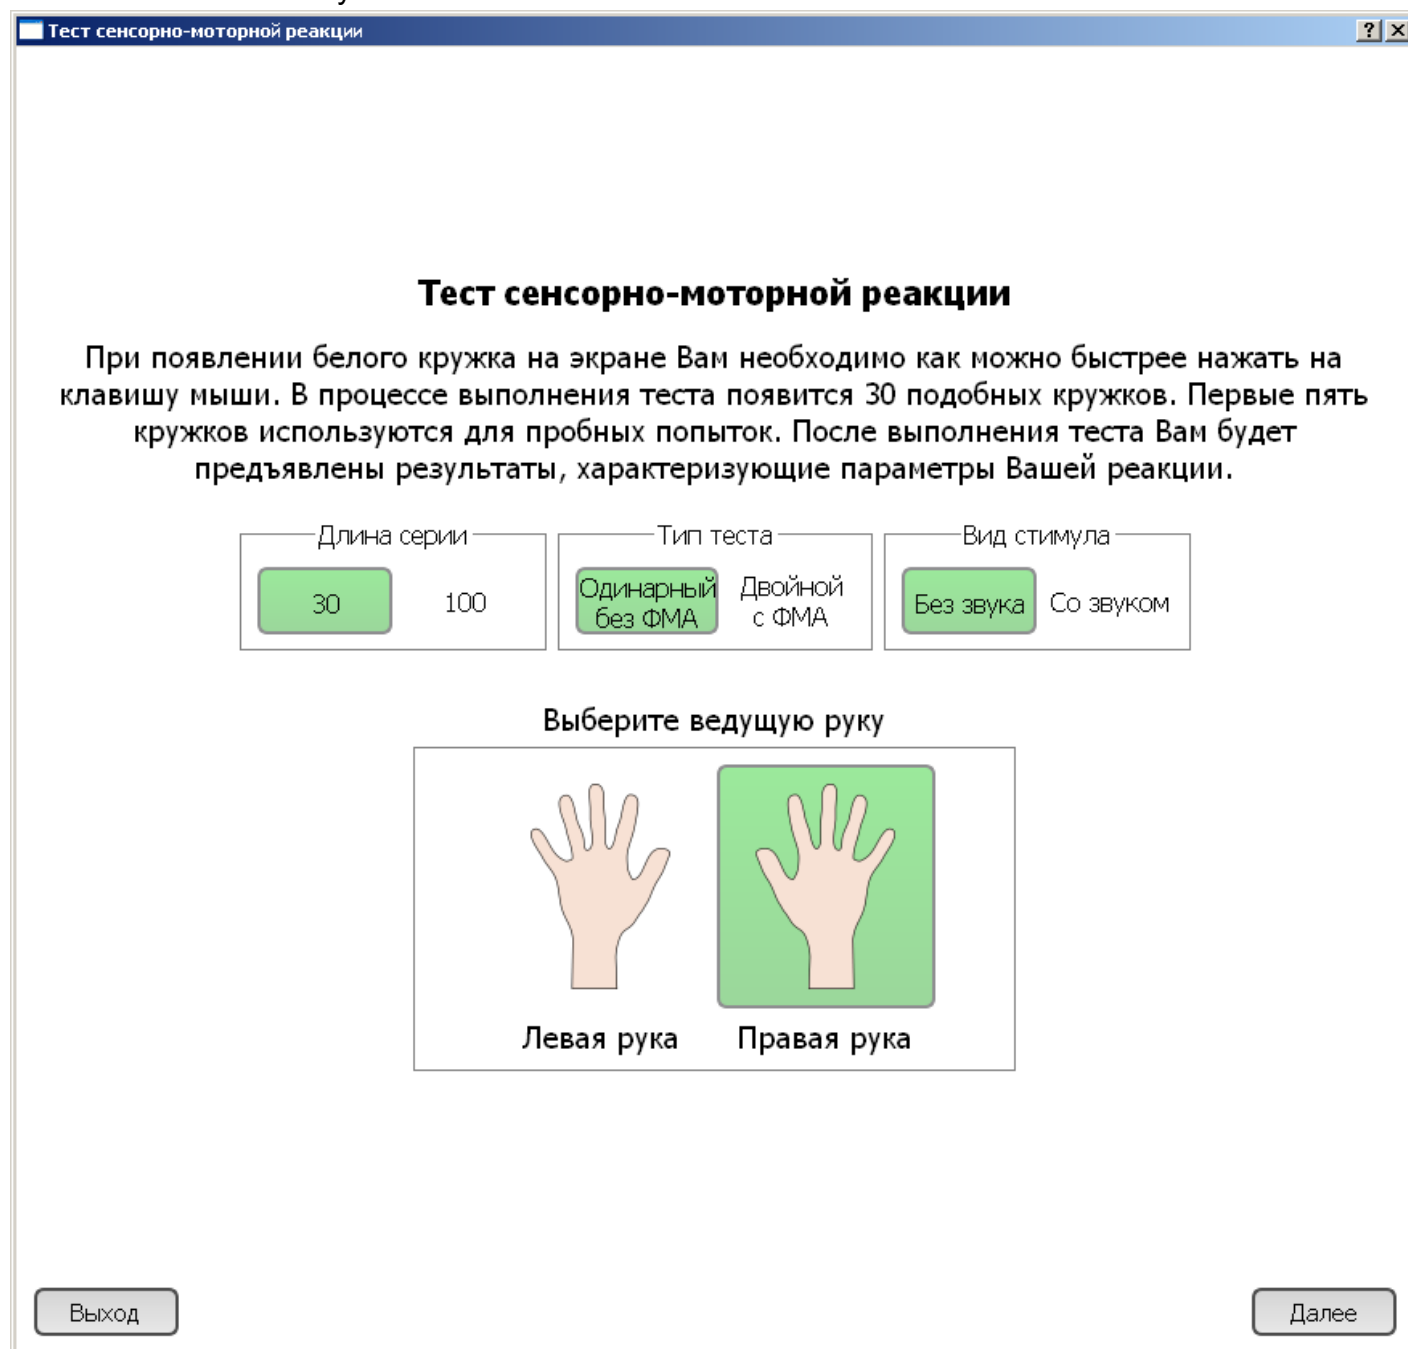 Тест сенсорно-моторной реакции
Тест сенсорно-моторной реакции
При появлении белого кружка на экране Вам необходимо как можно быстрее нажать на
клавишу мыши. В процессе выполнения теста появится 30 подобных кружков. Первые пять
кружков используются для пробных попыток. После выполнения теста Вам будет
предъявлены результаты, характеризующие параметры Вашей реакции.
Длина серии
30 100
Тип теста
Одинарный
без ФМА
Двойной
с ФМА
Вид стимула
Без звука Со звуком
Выберите ведущую руку
Левая рука Правая рука
Выход Далее